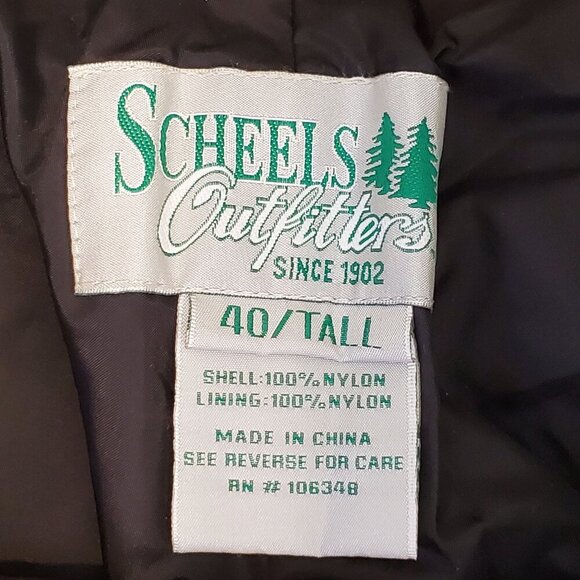 SCHEELS
Outfitters
SINCE 1902
40/TALL
SHELL:100% NYLON
LINING:100% NYLON
MADE IN CHINA
SEE REVERSE FOR CARE
RN # 106348